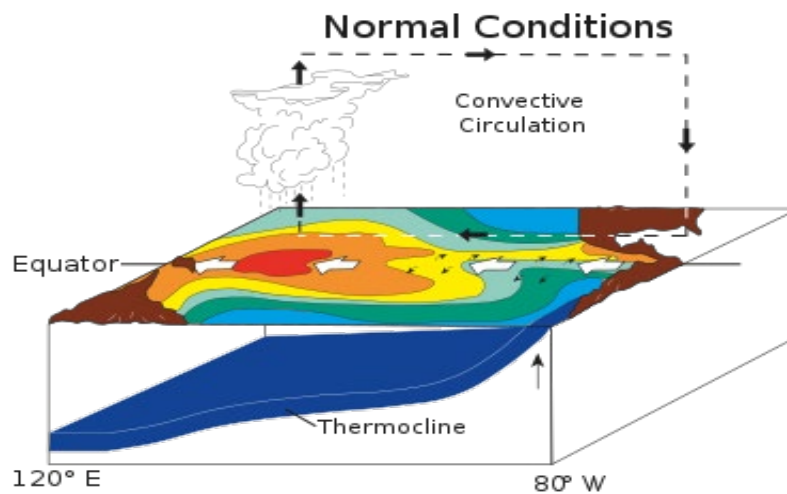 Normal Conditions
Convective
Circulation
Equator
Thermocline
120° E
80° W